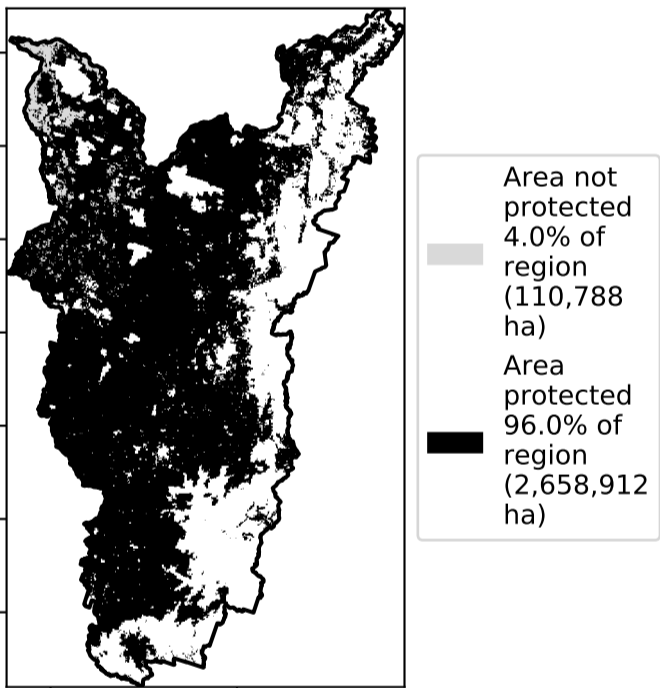 Area not
protected
4.0% of
region
(110,788
ha)
Area
protected
96.0% of
region
(2,658,912
ha)